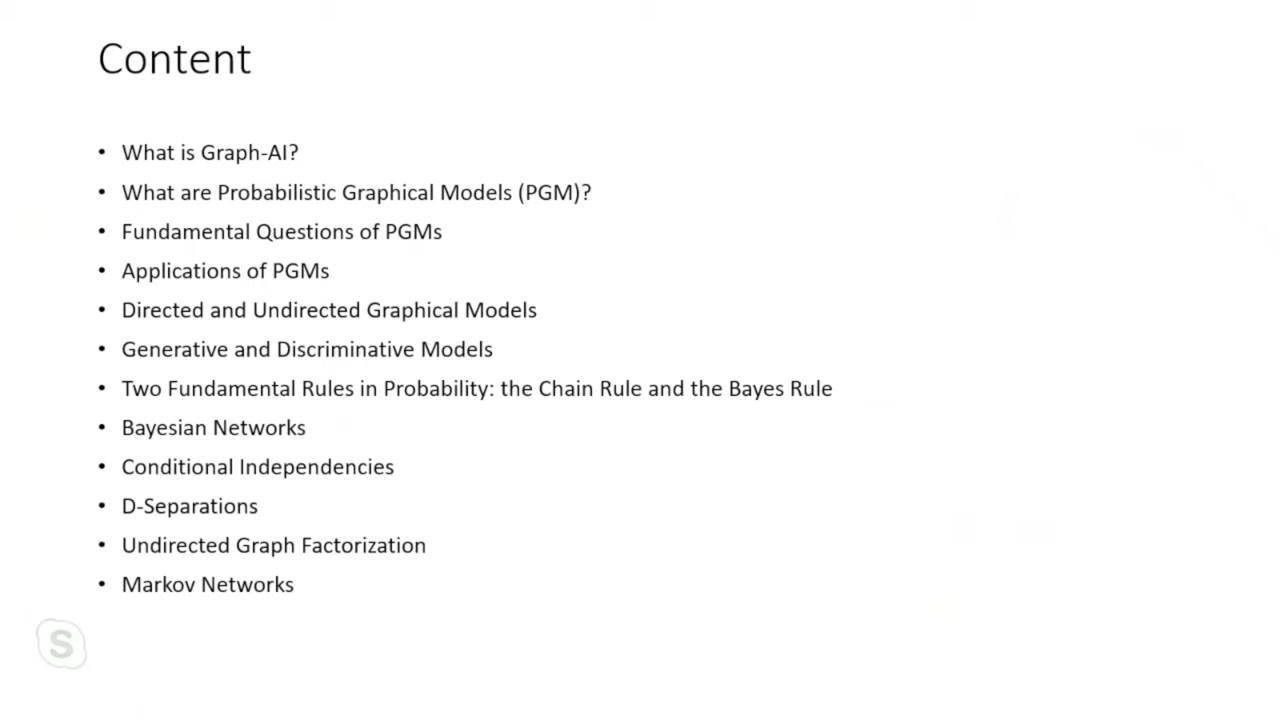 Content
• What is Graph-AI?
• What are Probabilistic Graphical Models (PGM)?
• Fundamental Questions of PGMs
• Applications of PGMs
• Directed and Undirected Graphical Models
• Generative and Discriminative Models
• Two Fundamental Rules in Probability: the Chain Rule and the Bayes Rule
• Bayesian Networks
• Conditional Independencies
• D-Separations
• Undirected Graph Factorization
• Markov Networks
S